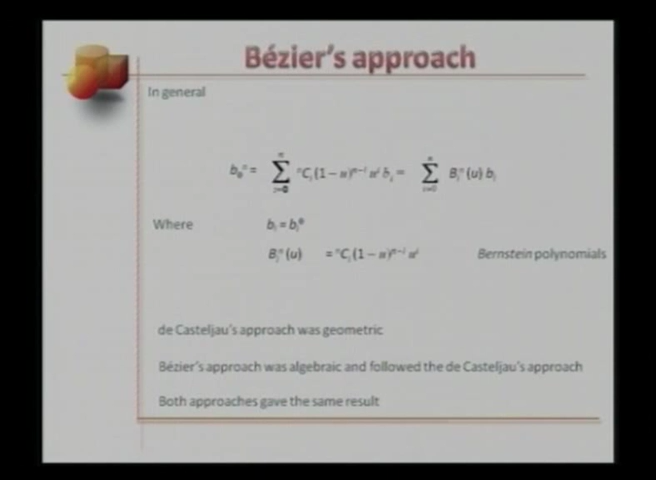 Bézier's approach
In general
b₀ⁿ = ∑ᵢ₌₀ⁿ ⁿCᵢ(1 − u)ⁿ⁻ⁱ uⁱ bᵢ = ∑ᵢ₌₀ⁿ Bᵢⁿ(u) bᵢ
Where bᵢ = bᵢ⁰
Bᵢⁿ(u) = ⁿCᵢ(1 − u)ⁿ⁻ⁱ uⁱ Bernstein polynomials
de Casteljau's approach was geometric
Bézier's approach was algebraic and followed the de Casteljau's approach
Both approaches gave the same result